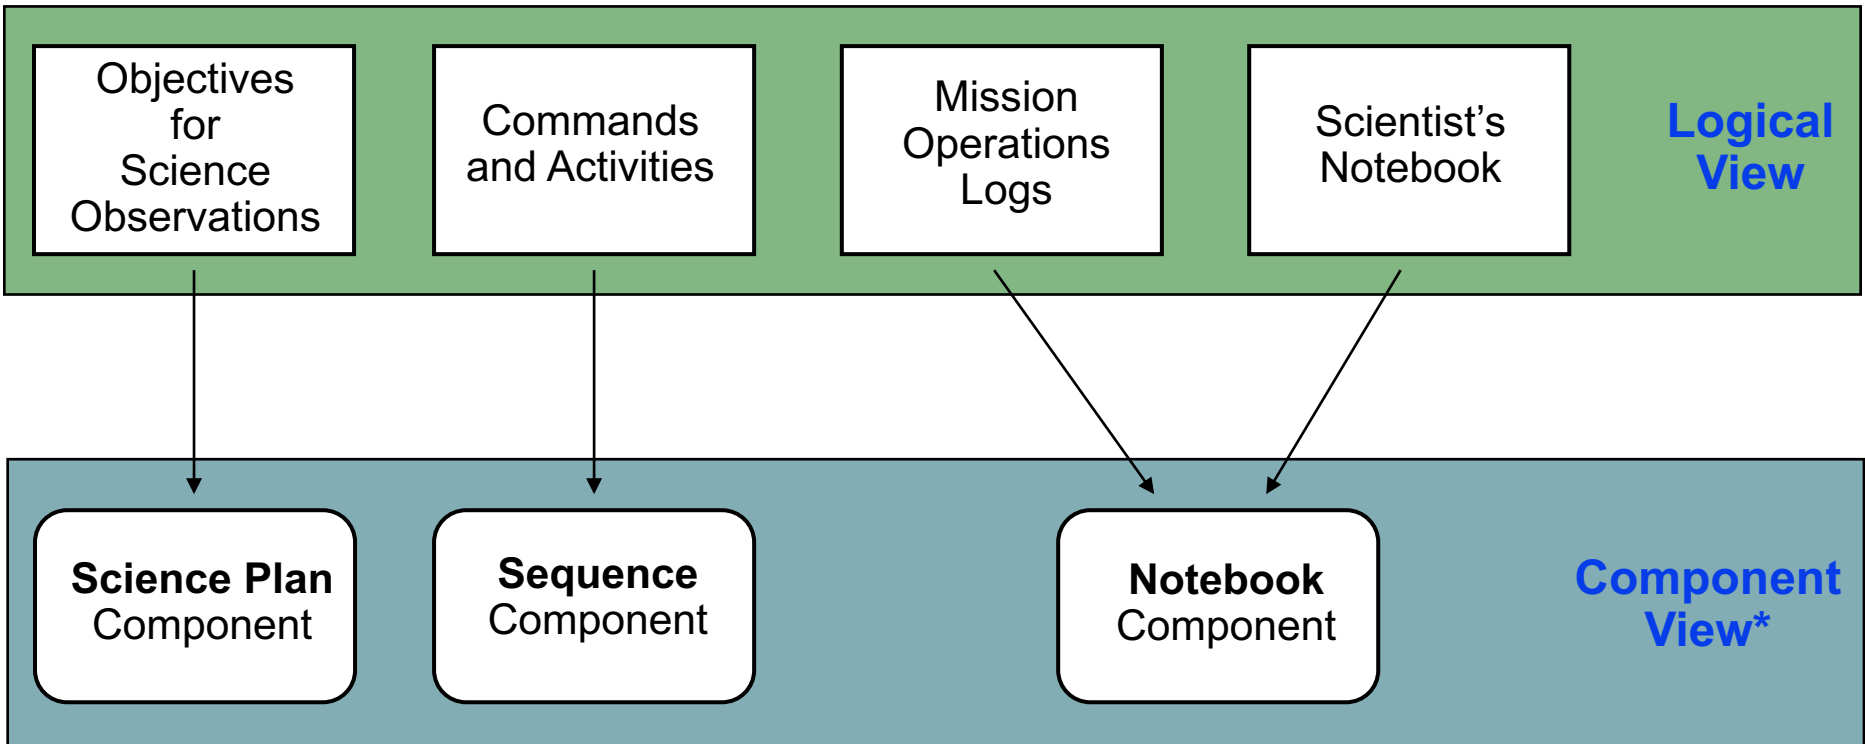 Objectives
for
Science
Observations
Commands
and Activities
Mission
Operations
Logs
Scientist’s
Notebook
Logical
View
Science Plan
Component
Sequence
Component
Notebook
Component
Component
View*